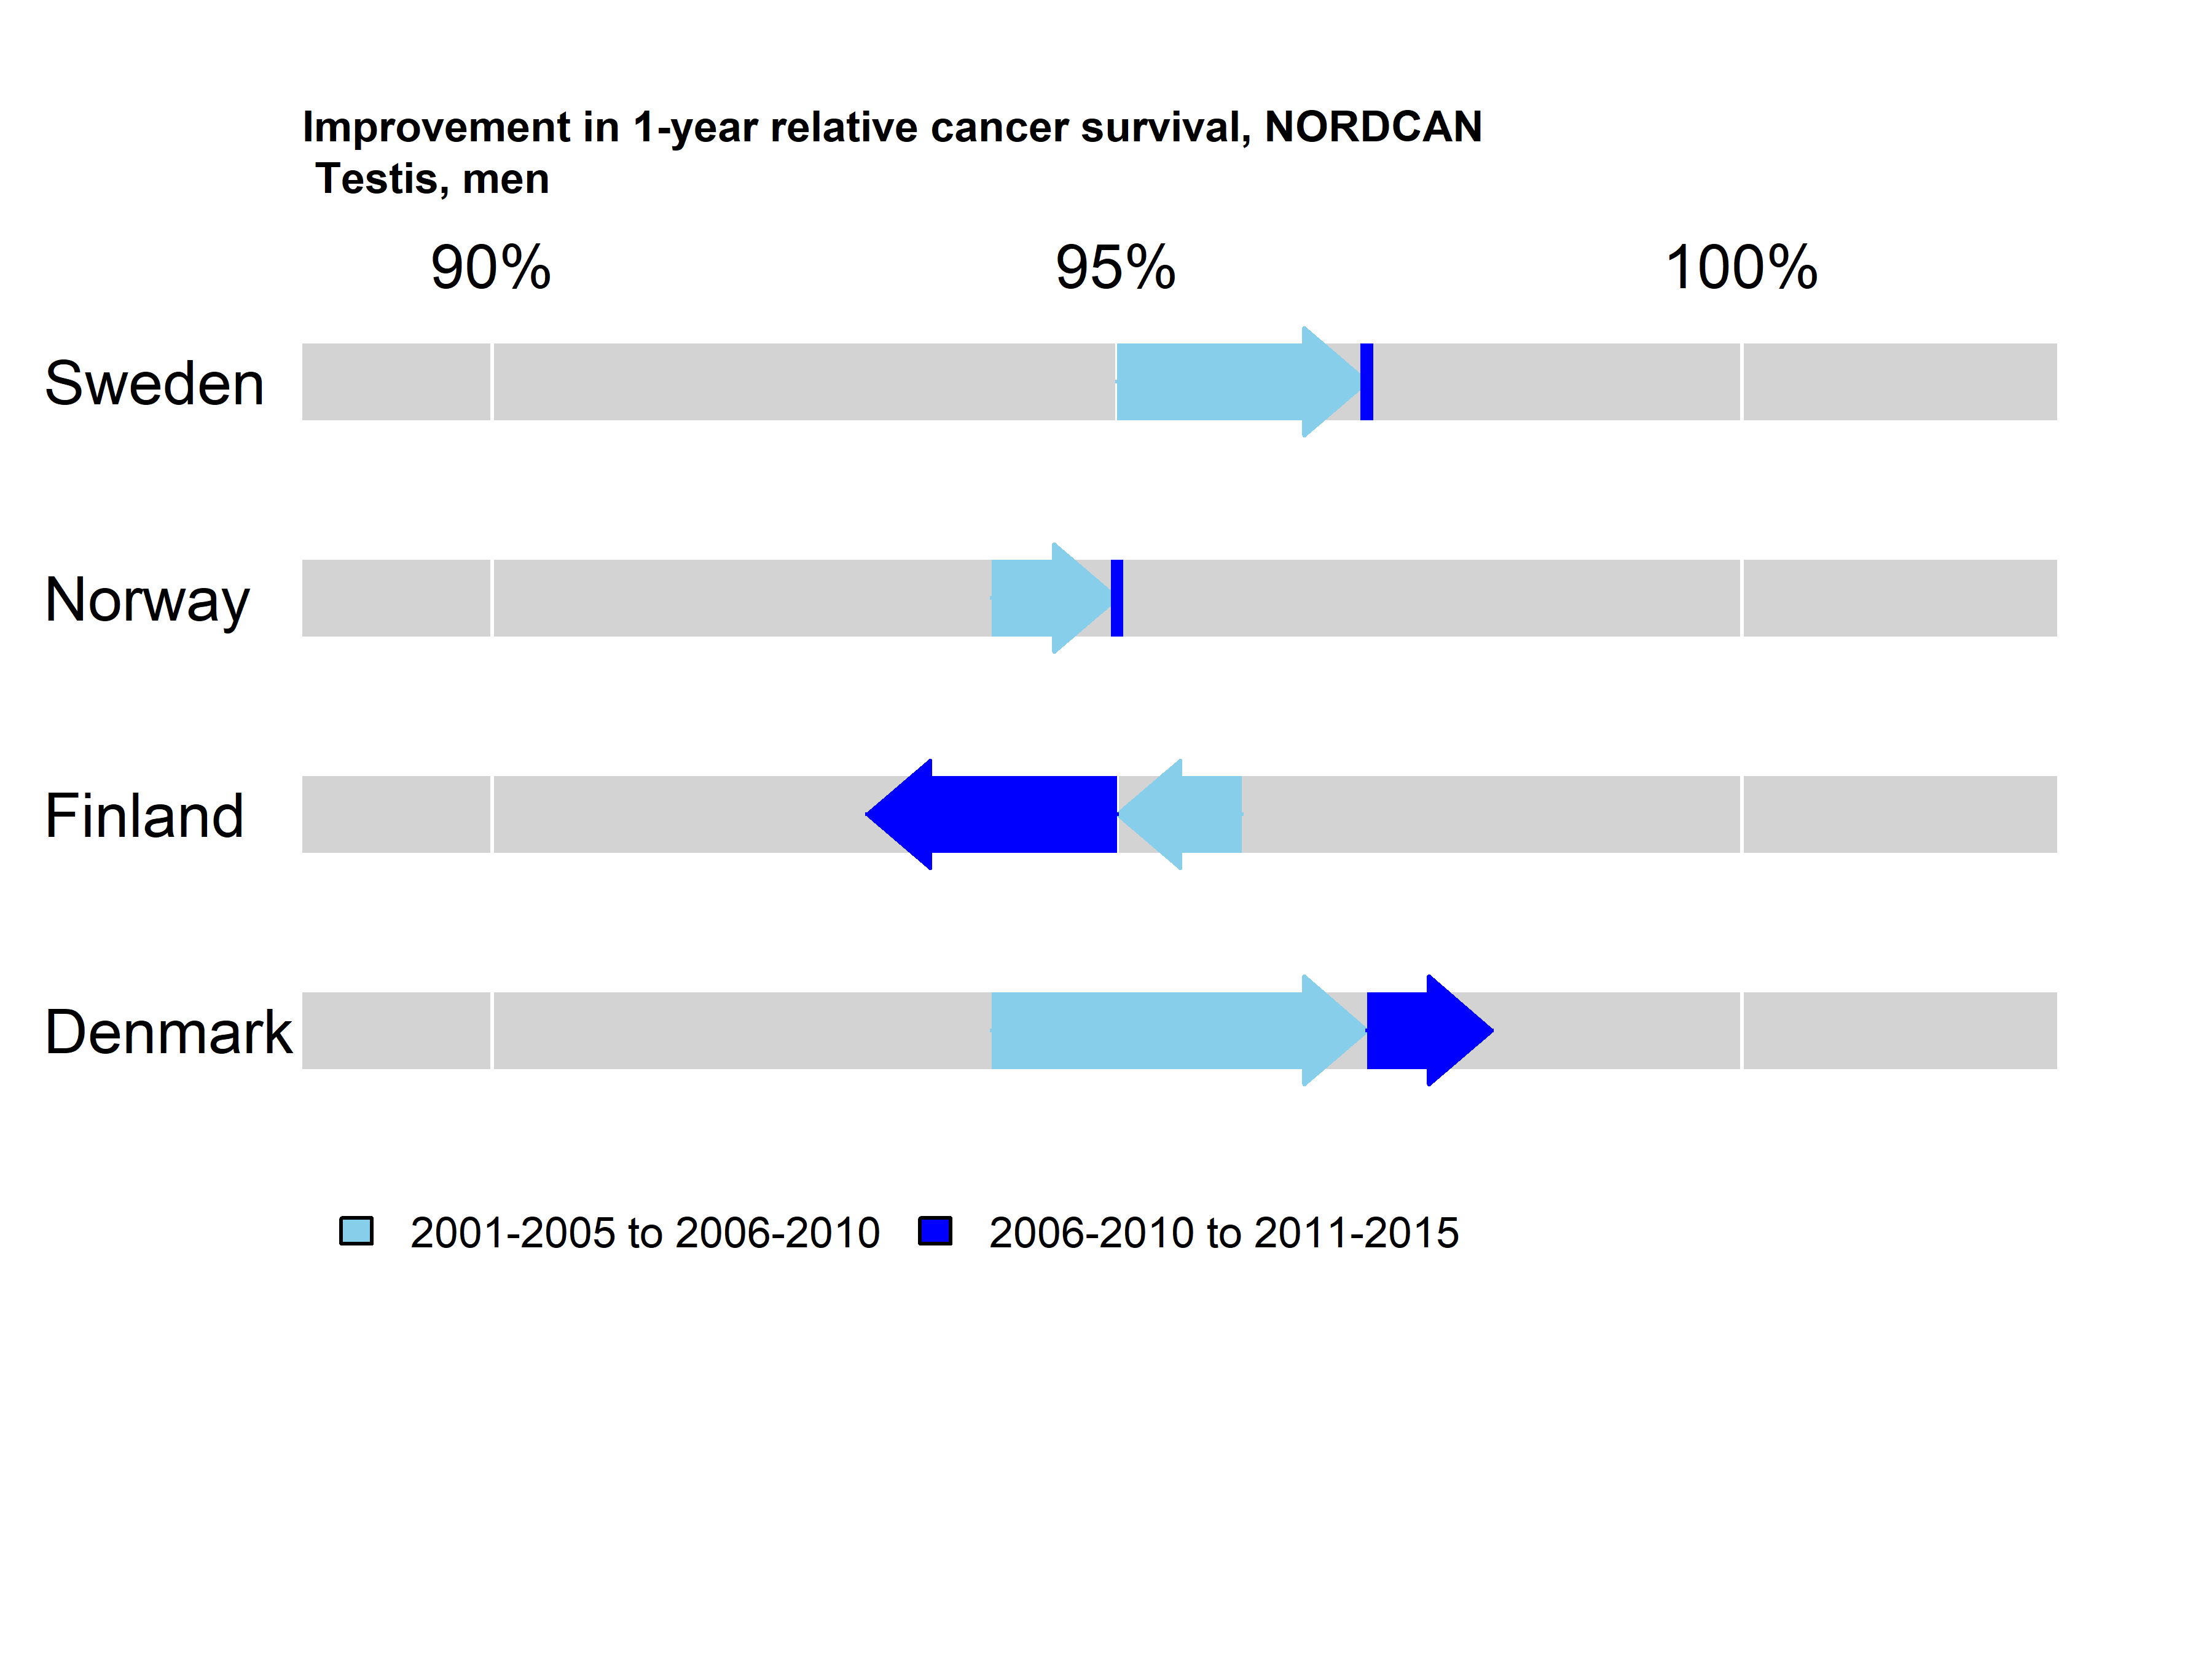 Improvement in 1-year relative cancer survival, NORDCAN
Testis, men
90% 95% 100%
Sweden
Norway
Finland
Denmark
2001-2005 to 2006-2010 2006-2010 to 2011-2015